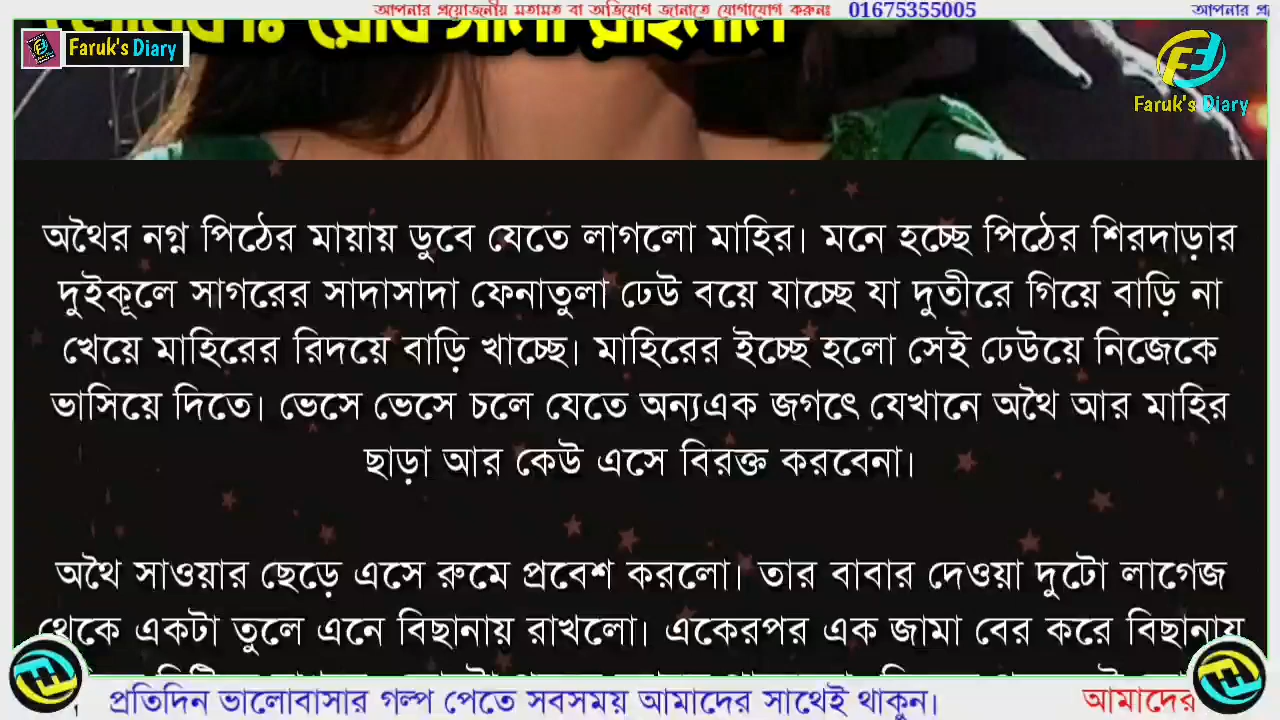 আপনার প্রয়োজনীয় মতামত বা অভিযোগ জানাতে যোগাযোগ করুনঃ 01675355005
আপনার
Faruk's Diary
Faruk's Diary
অথৈর নগ্ন পিঠের মায়ায় ডুবে যেতে লাগলো মাহির। মনে হচ্ছে পিঠের শিরদাড়ার
দুইকূলে সাগরের সাদাসাদা ফেনাতুলা ঢেউ বয়ে যাচ্ছে যা দুতীরে গিয়ে বাড়ি না
খেয়ে মাহিরের রিদয়ে বাড়ি খাচ্ছে। মাহিরের ইচ্ছে হলো সেই ঢেউয়ে নিজেকে
ভাসিয়ে দিতে। ভেসে ভেসে চলে যেতে অন্যএক জগৎে যেখানে অথৈ আর মাহির
ছাড়া আর কেউ এসে বিরক্ত করবেনা।
অথৈ সাওয়ার ছেড়ে এসে রুমে প্রবেশ করলো। তার বাবার দেওয়া দুটো লাগেজ
থেকে একটা তুলে এনে বিছানায় রাখলো। একেরপর এক জামা বের করে বিছানায়
প্রতিদিন ভালোবাসার গল্প পেতে সবসময় আমাদের সাথেই থাকুন।
আমাদের